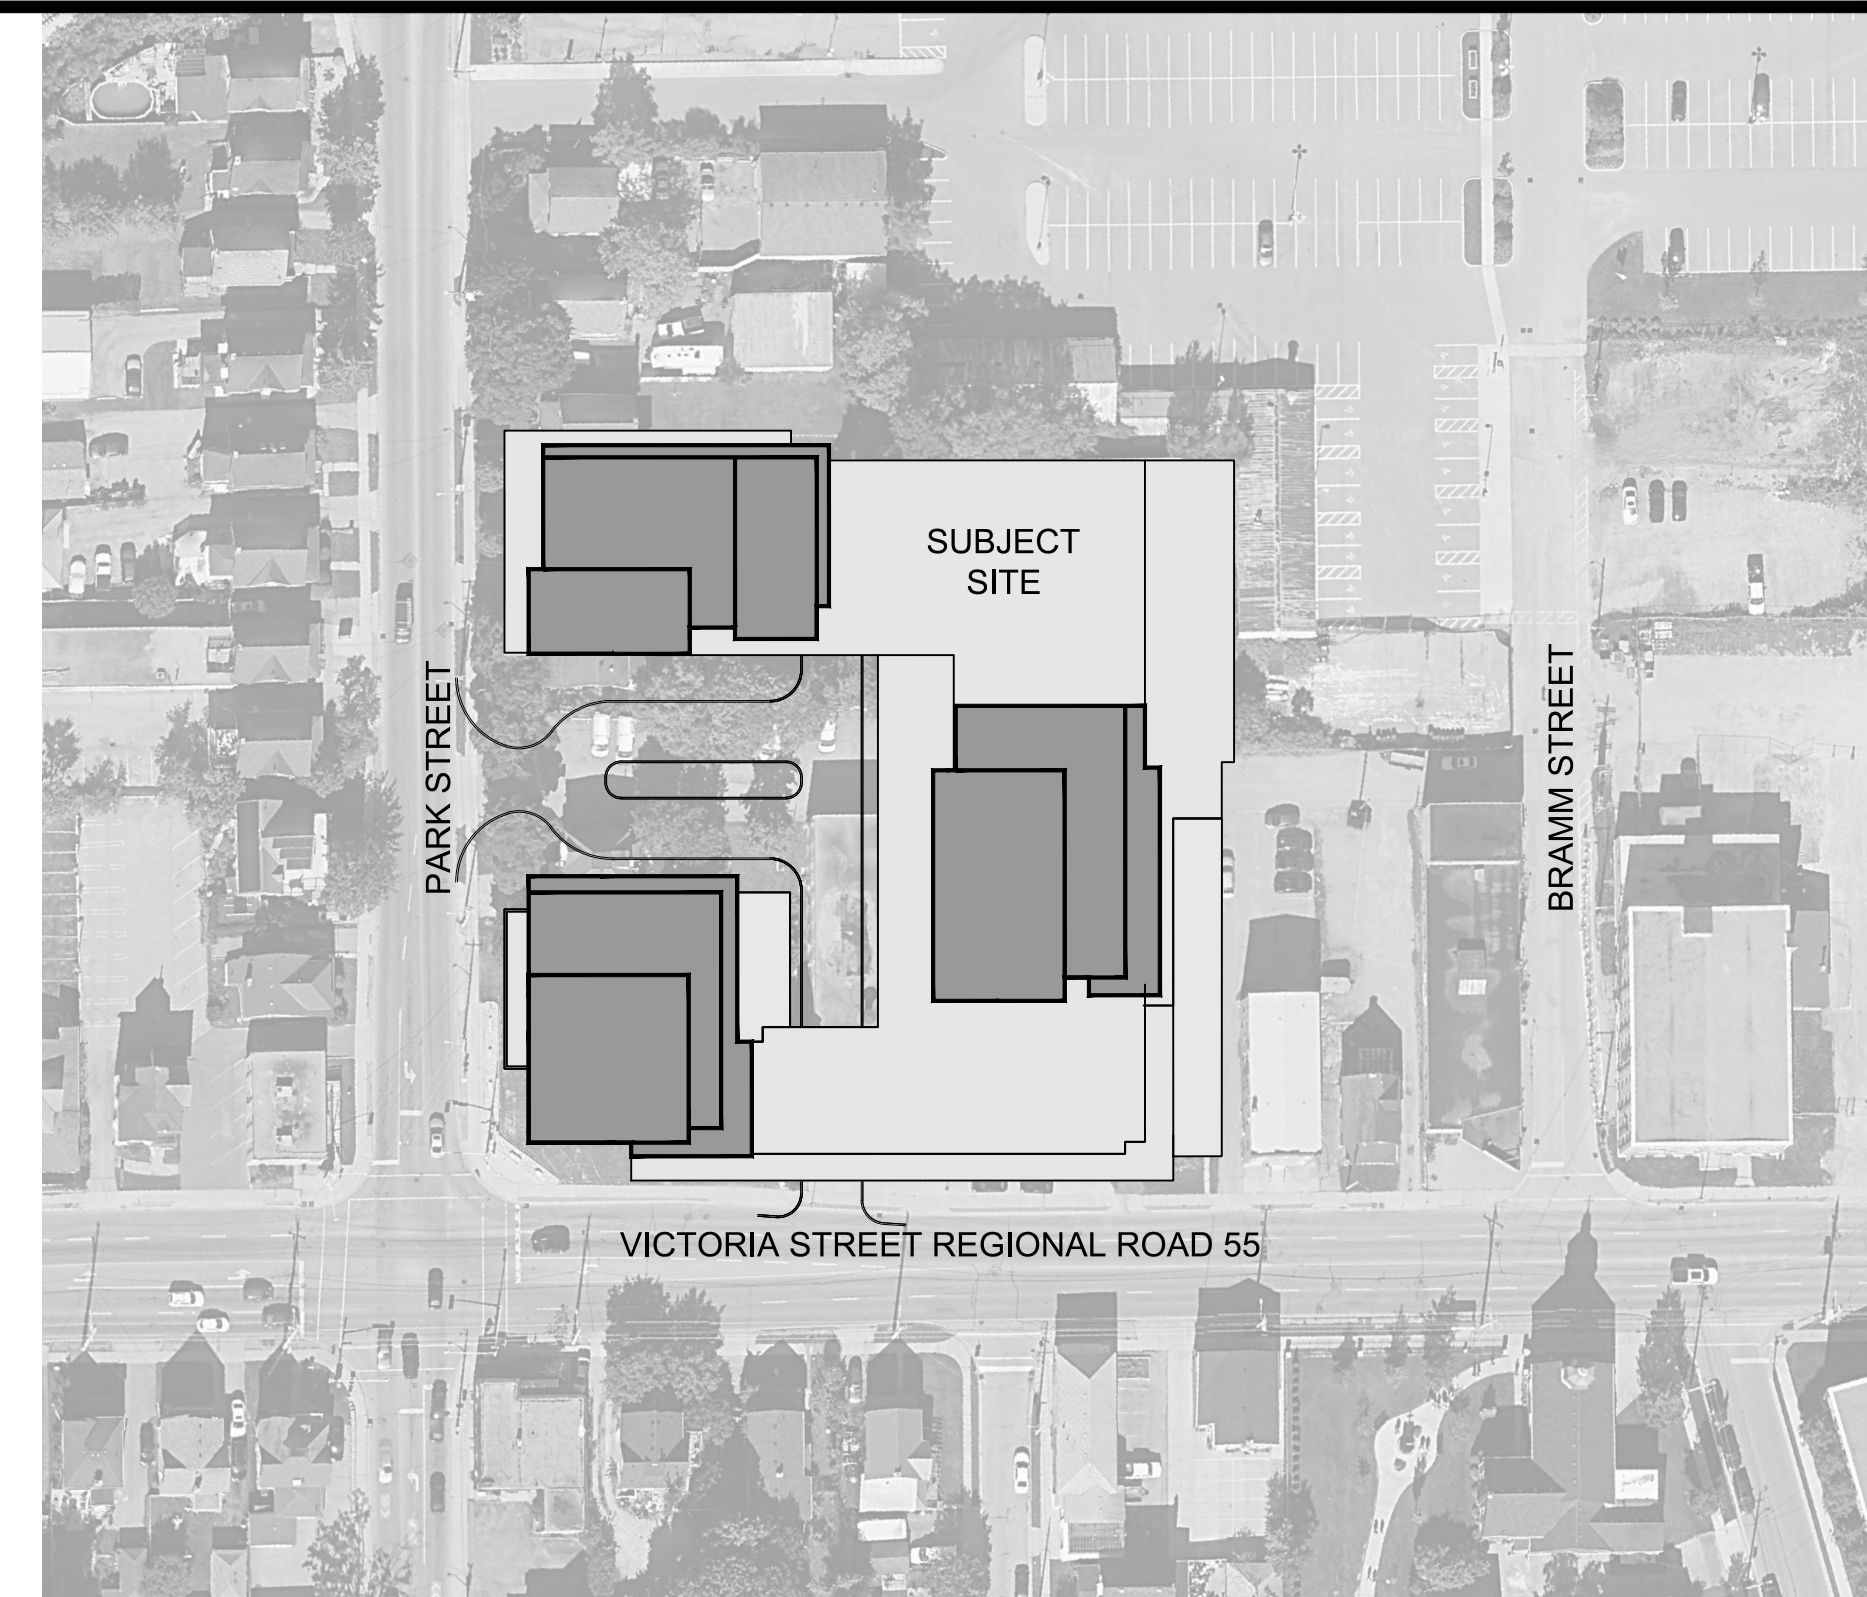 SUBJECT
SITE
PARK STREET
BRAMM STREET
VICTORIA STREET REGIONAL ROAD 55